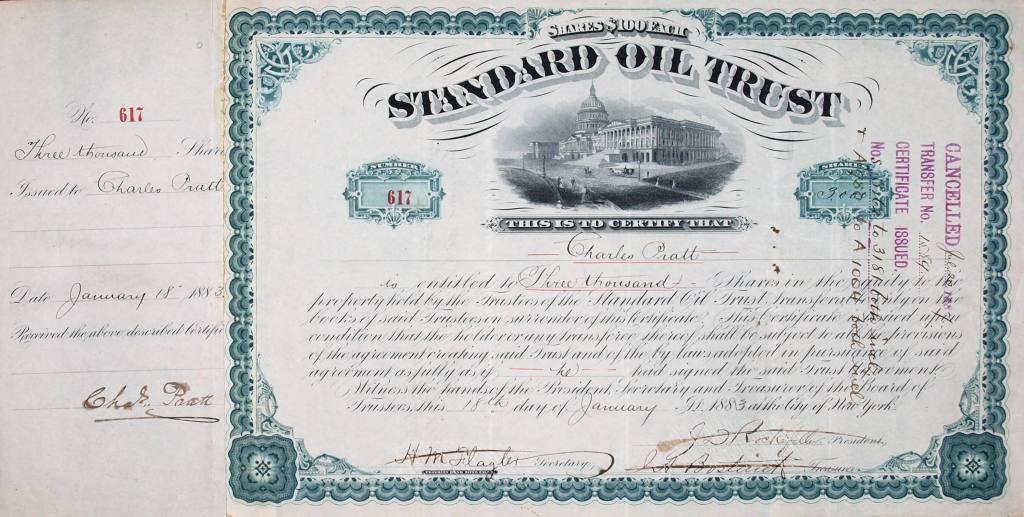 No. 617
Three thousand Shar
Issued to Charles Pratt
Date January 18 1883
Received the above described Certific
Chas. Pratt
SHARES $100 EACH
STANDARD OIL TRUST
NUMBER
617
SHARES
THIS IS TO CERTIFY THAT
Charles Pratt
is entitled to Three thousand Shares in the equity to the
property held by the Trustees of the Standard Oil Trust, transferable only on the
books of said Trustees on surrender of this Certificate. This Certificate is issued upon
condition that the holder or any transferee thereof shall be subject to all the provisions
of the agreement creating said Trust and of the by laws adopted in pursuance of said
agreement as fully as if he had signed the said Trust agreement.
Witness the hands of the President, Secretary and Treasurer of the Board of
Trustees, this 18th day of January A.D. 1883 at the City of New York.
J D Rockefeller President,
H M Flagler Secretary,
Treasurer
CANCELLED
TRANSFER No.
CERTIFICATE ISSUED.
Nos. to